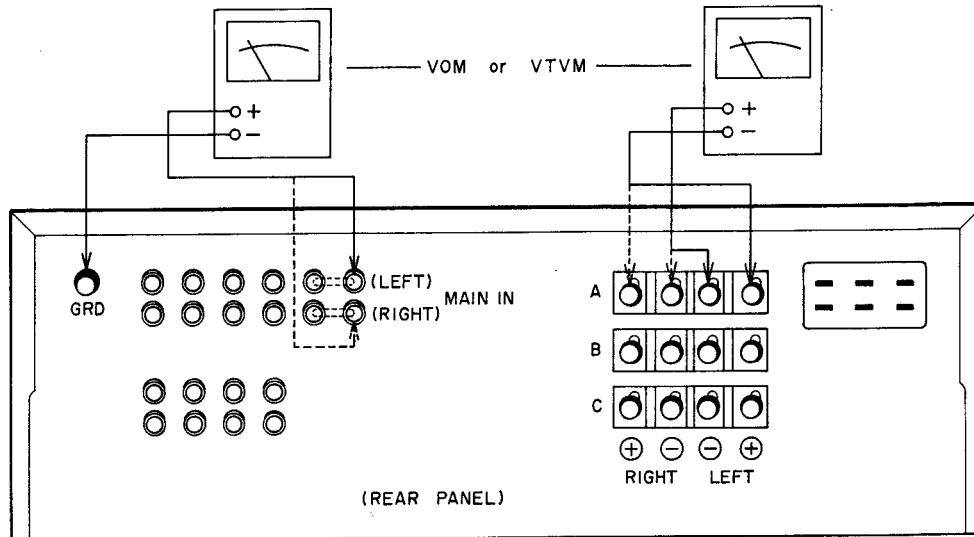 VOM or VTVM
+
−
+
−
GRD
(LEFT)
(RIGHT)
MAIN IN
A
B
C
+ − − +
RIGHT LEFT
(REAR PANEL)